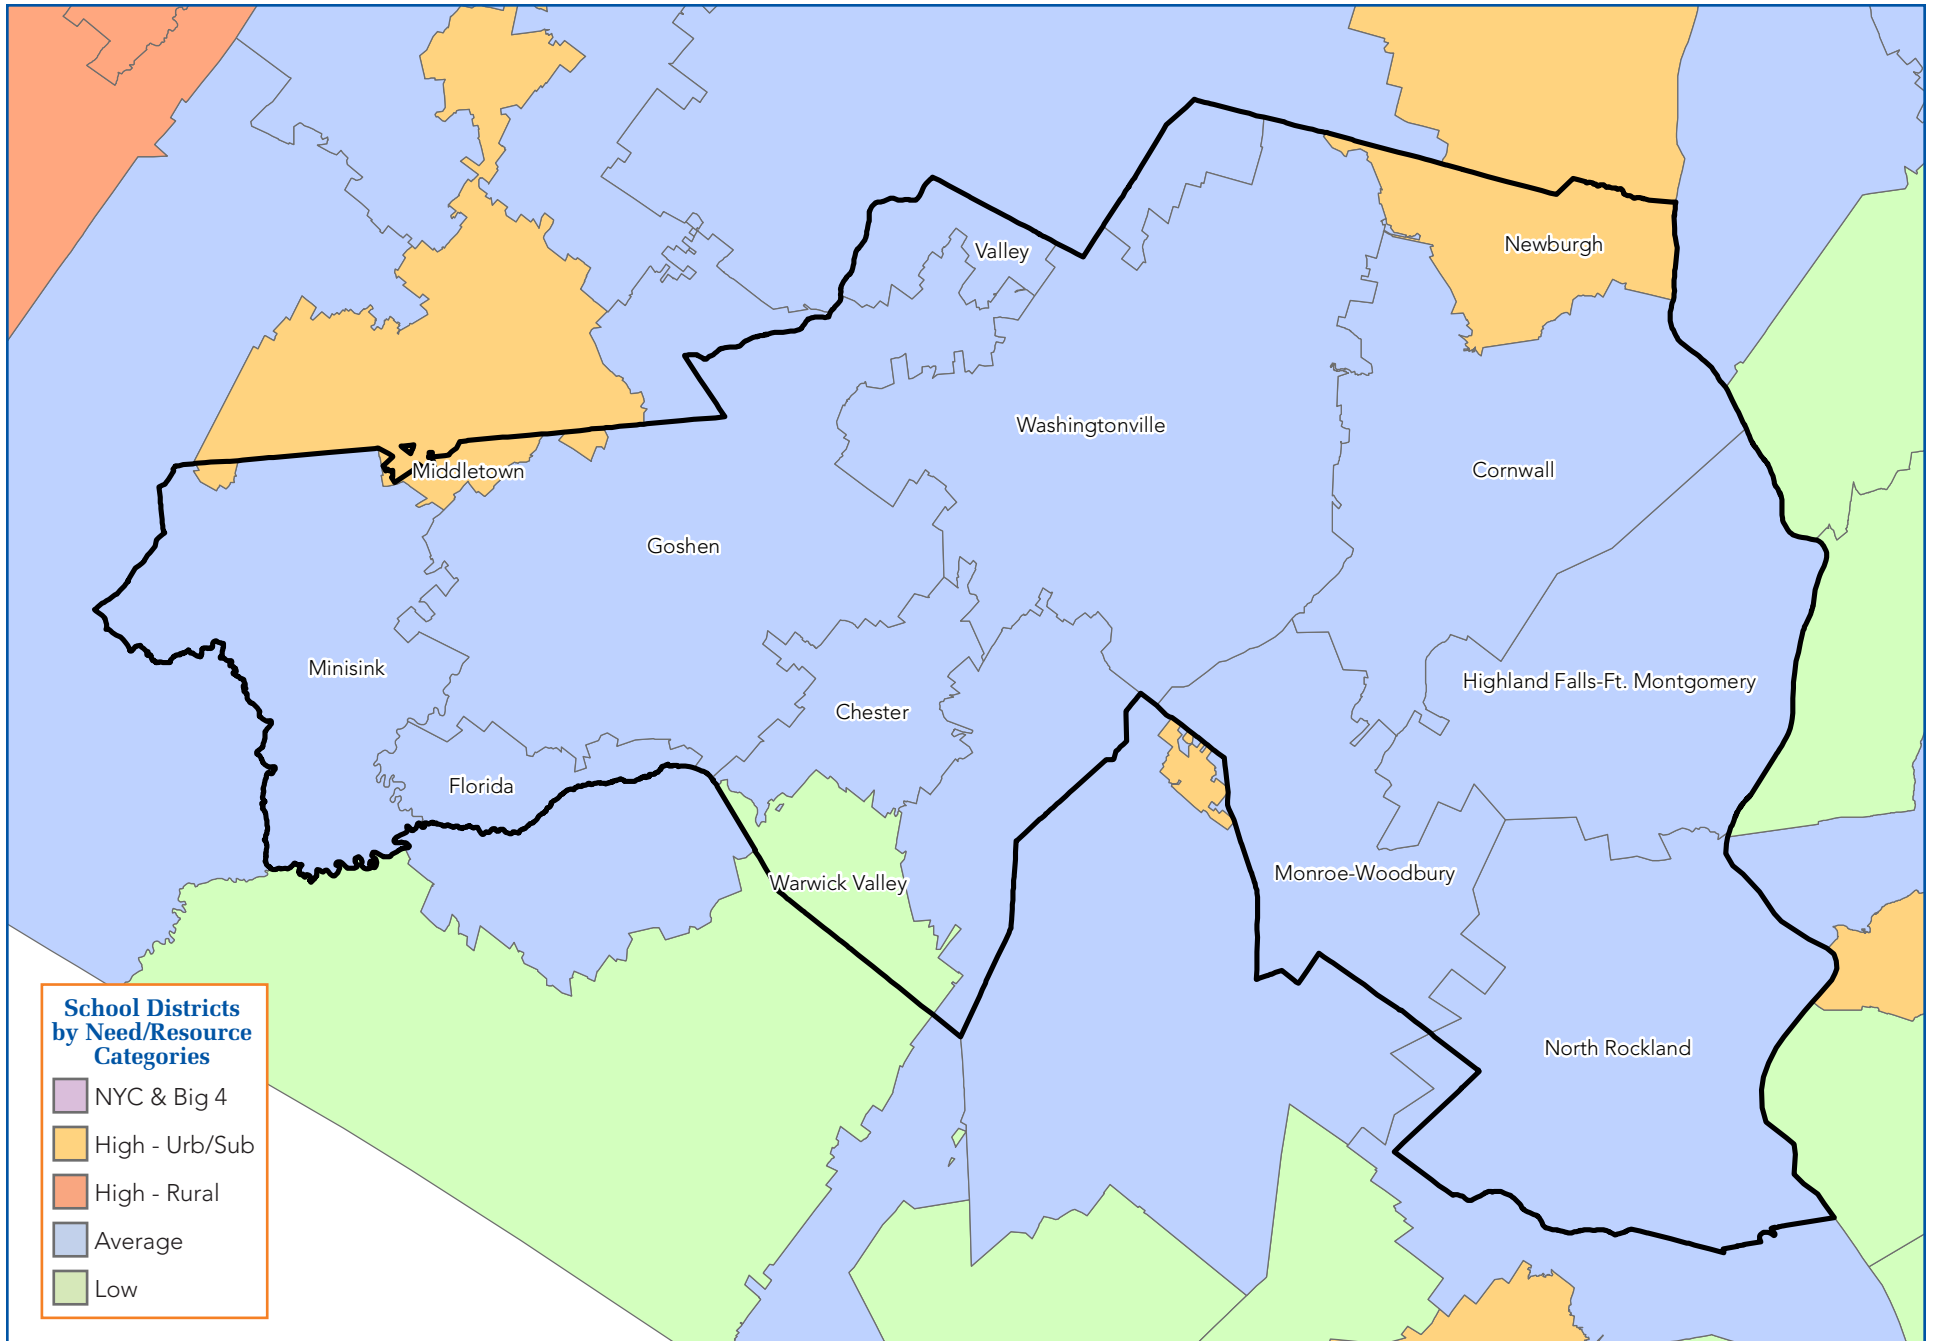 Valley
Newburgh
Washingtonville
Cornwall
Middletown
Goshen
Minisink
Highland Falls-Ft. Montgomery
Chester
Florida
Monroe-Woodbury
Warwick Valley
North Rockland
School Districts
by Need/Resource
Categories
NYC & Big 4
High - Urb/Sub
High - Rural
Average
Low